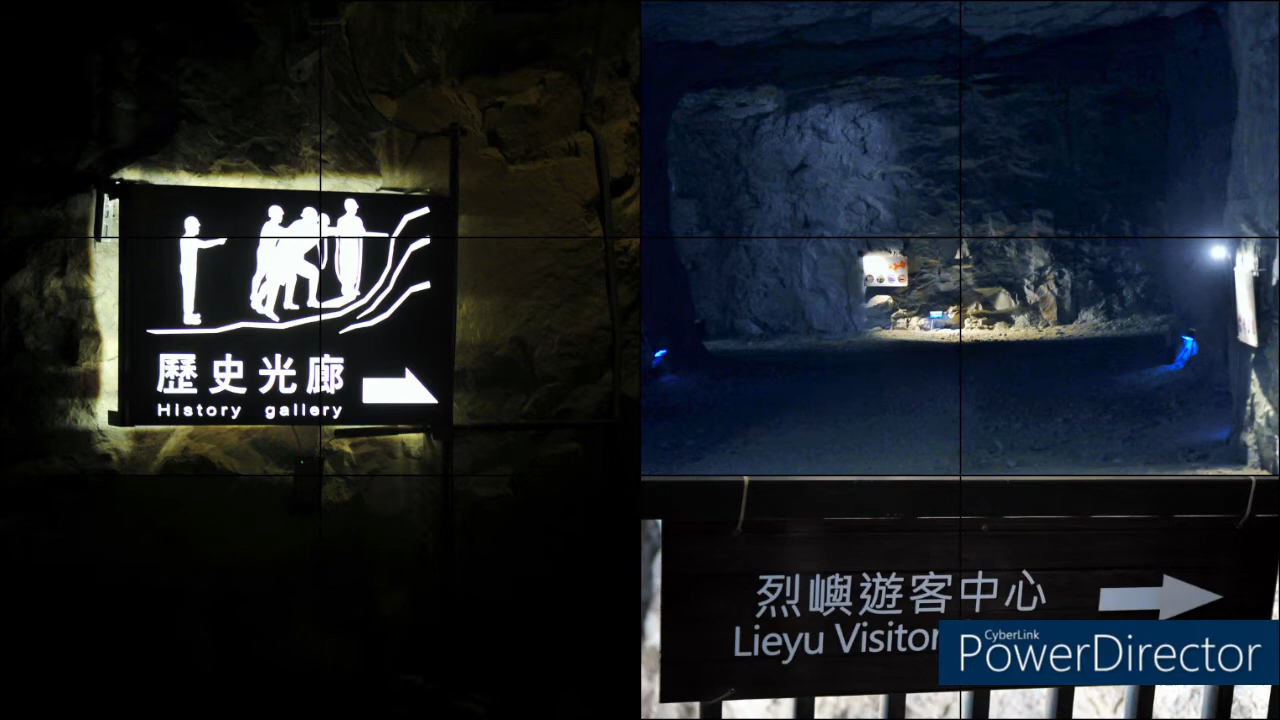 歷史光廊
History gallery
烈嶼遊客中心
Lieyu Visitor
CyberLink
PowerDirector